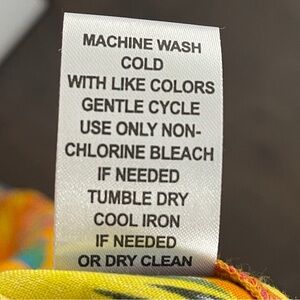 MACHINE WASH
COLD
WITH LIKE COLORS
GENTLE CYCLE
USE ONLY NON-
CHLORINE BLEACH
IF NEEDED
TUMBLE DRY
COOL IRON
IF NEEDED
OR DRY CLEAN